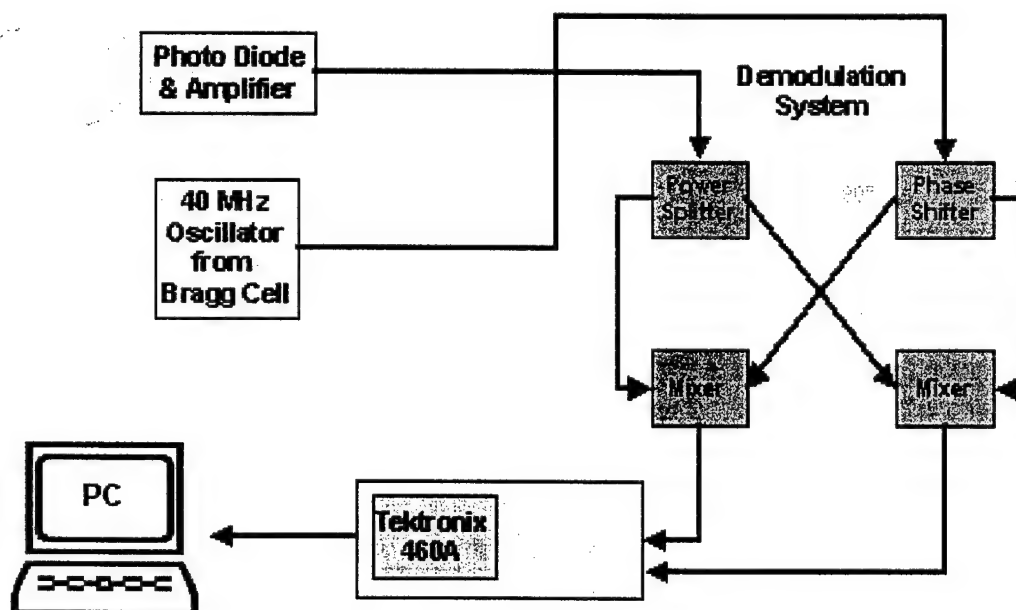 Photo Diode
& Amplifier
Demodulation
System
40 MHz
Oscillator
from
Bragg Cell
Power
Splitter
Phase
Shifter
Mixer
Mixer
PC
Tektronix
460A